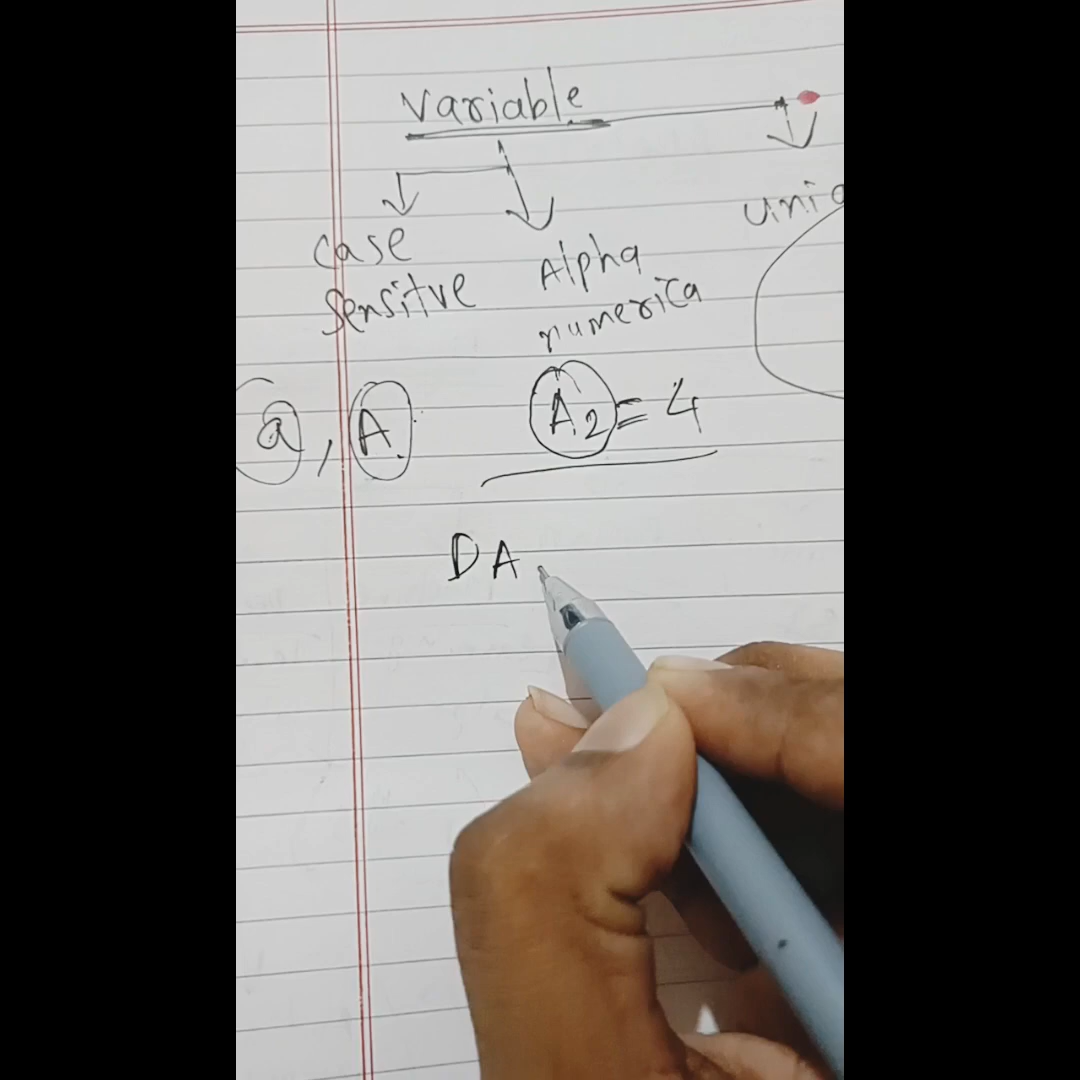 Variable
Case
Sensitve
Alpha
numerica
a, A
A2 = 4
DA